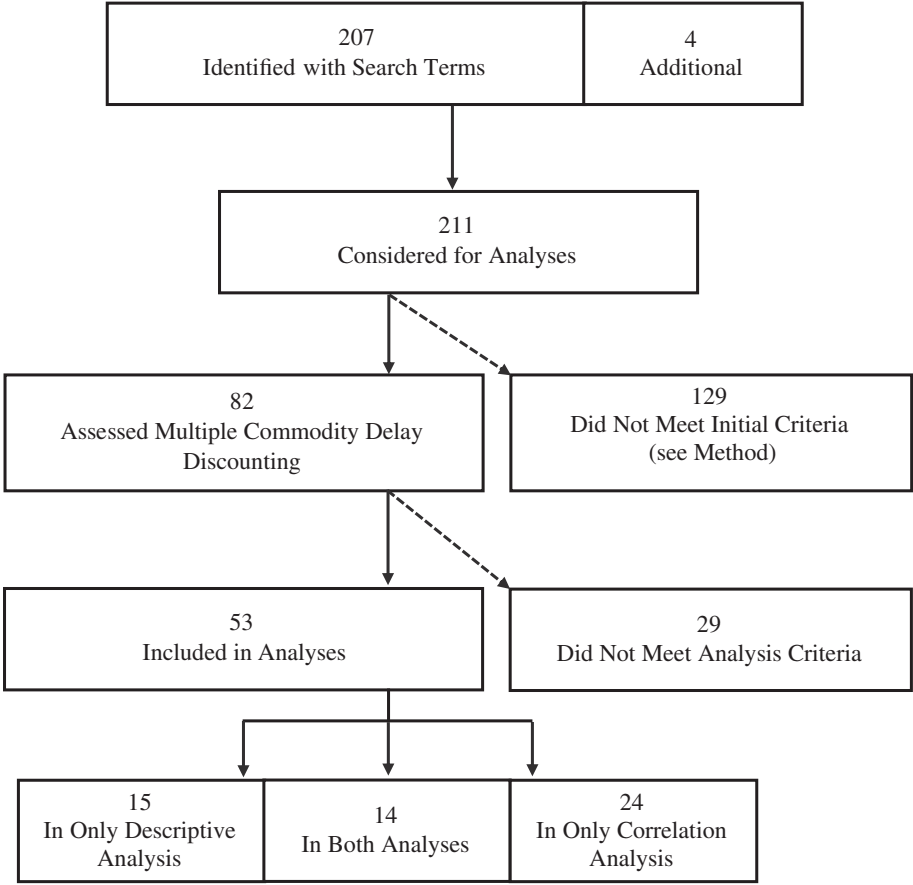 207
Identified with Search Terms
4
Additional
211
Considered for Analyses
82
Assessed Multiple Commodity Delay
Discounting
129
Did Not Meet Initial Criteria
(see Method)
53
Included in Analyses
29
Did Not Meet Analysis Criteria
15
In Only Descriptive
Analysis
14
In Both Analyses
24
In Only Correlation
Analysis